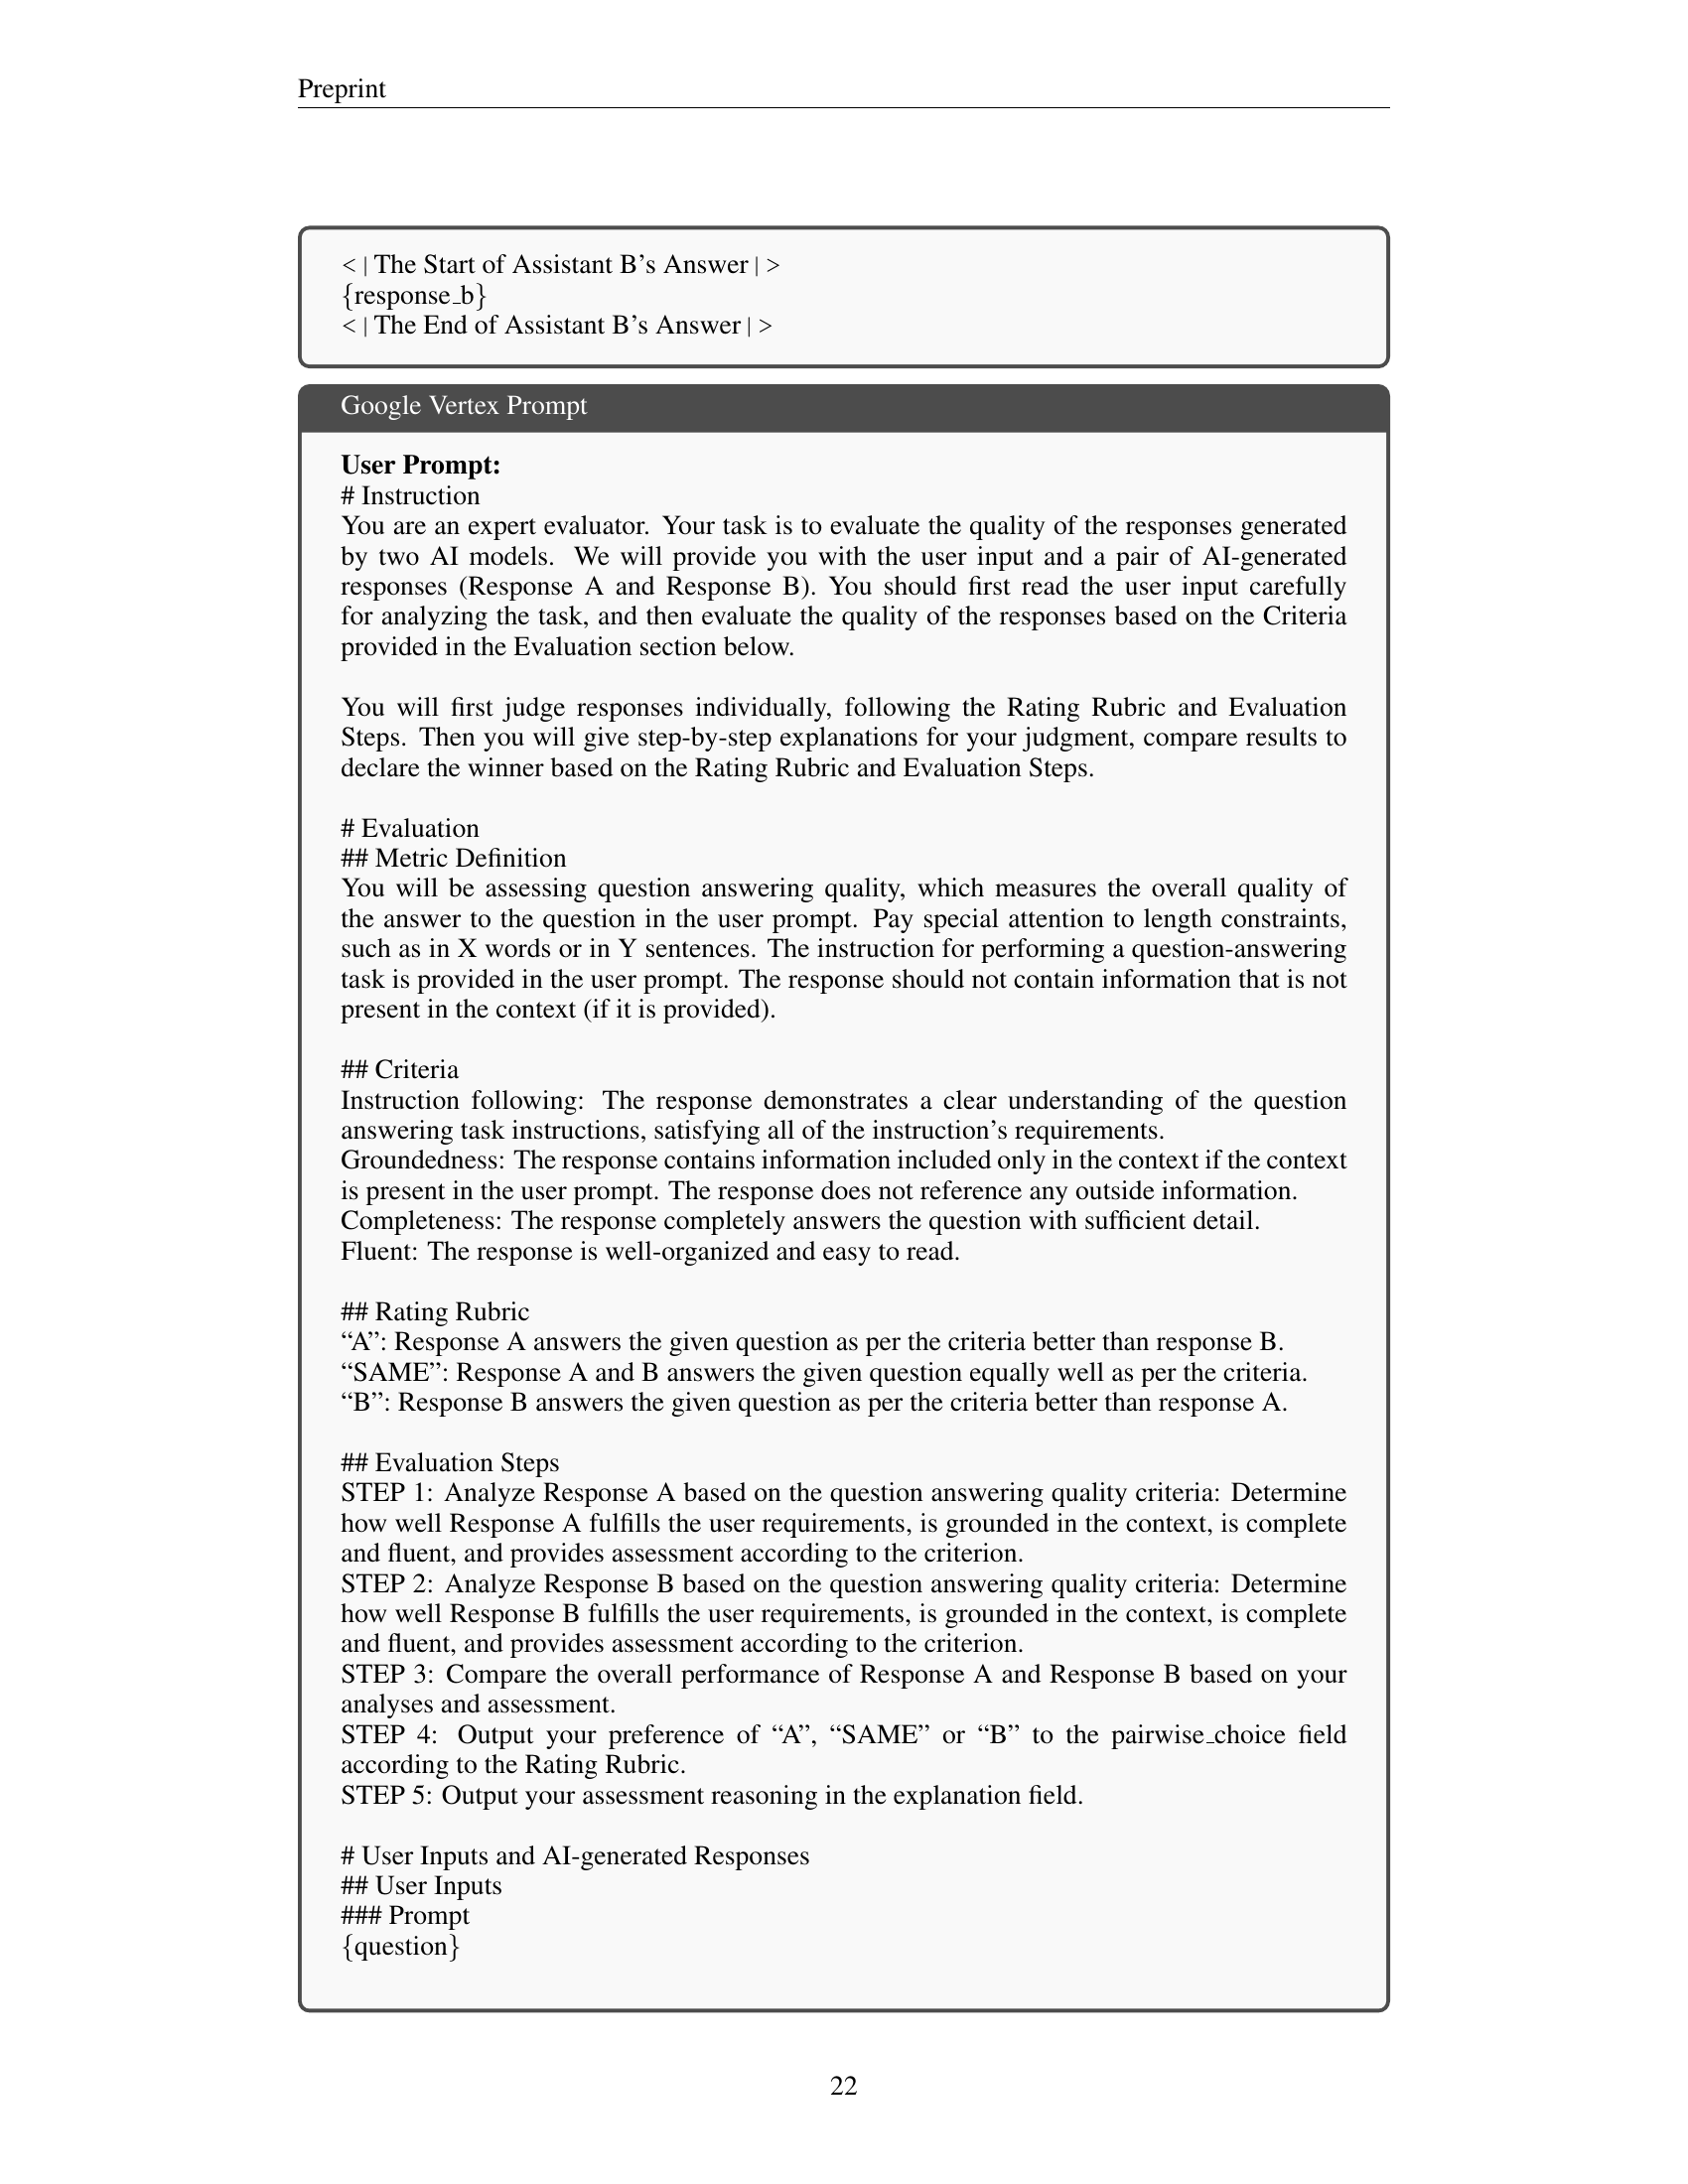 Preprint
< | The Start of Assistant B’s Answer | >
{response_b}
< | The End of Assistant B’s Answer | >
Google Vertex Prompt
User Prompt:
# Instruction
You are an expert evaluator. Your task is to evaluate the quality of the responses generated
by two AI models. We will provide you with the user input and a pair of AI-generated
responses (Response A and Response B). You should first read the user input carefully
for analyzing the task, and then evaluate the quality of the responses based on the Criteria
provided in the Evaluation section below.
You will first judge responses individually, following the Rating Rubric and Evaluation
Steps. Then you will give step-by-step explanations for your judgment, compare results to
declare the winner based on the Rating Rubric and Evaluation Steps.
# Evaluation
## Metric Definition
You will be assessing question answering quality, which measures the overall quality of
the answer to the question in the user prompt. Pay special attention to length constraints,
such as in X words or in Y sentences. The instruction for performing a question-answering
task is provided in the user prompt. The response should not contain information that is not
present in the context (if it is provided).
## Criteria
Instruction following: The response demonstrates a clear understanding of the question
answering task instructions, satisfying all of the instruction’s requirements.
Groundedness: The response contains information included only in the context if the context
is present in the user prompt. The response does not reference any outside information.
Completeness: The response completely answers the question with sufficient detail.
Fluent: The response is well-organized and easy to read.
## Rating Rubric
“A”: Response A answers the given question as per the criteria better than response B.
“SAME”: Response A and B answers the given question equally well as per the criteria.
“B”: Response B answers the given question as per the criteria better than response A.
## Evaluation Steps
STEP 1: Analyze Response A based on the question answering quality criteria: Determine
how well Response A fulfills the user requirements, is grounded in the context, is complete
and fluent, and provides assessment according to the criterion.
STEP 2: Analyze Response B based on the question answering quality criteria: Determine
how well Response B fulfills the user requirements, is grounded in the context, is complete
and fluent, and provides assessment according to the criterion.
STEP 3: Compare the overall performance of Response A and Response B based on your
analyses and assessment.
STEP 4: Output your preference of “A”, “SAME” or “B” to the pairwise_choice field
according to the Rating Rubric.
STEP 5: Output your assessment reasoning in the explanation field.
# User Inputs and AI-generated Responses
## User Inputs
### Prompt
{question}
22